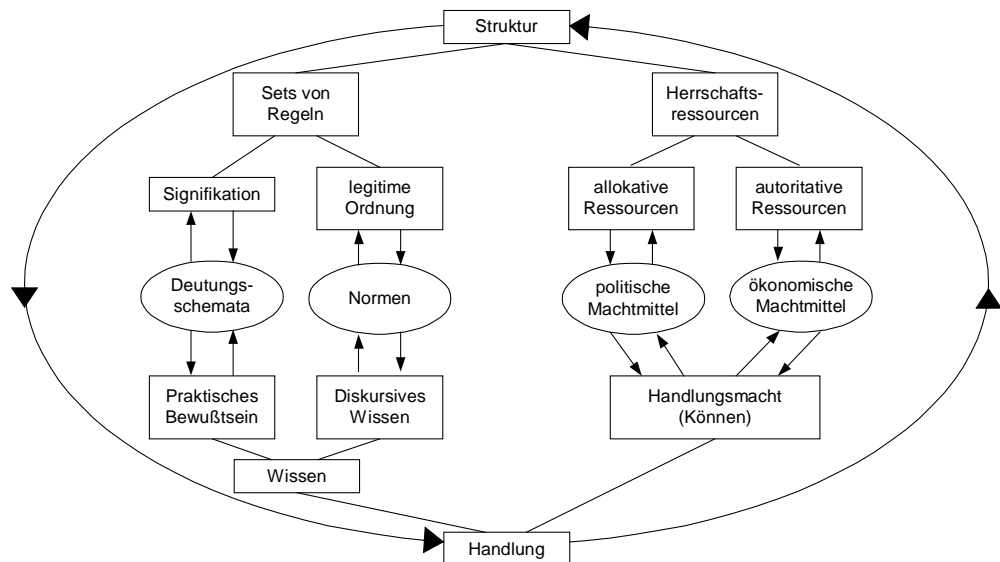 Struktur
Sets von
Regeln
Herrschafts-
ressourcen
Signifikation
legitime
Ordnung
allokative
Ressourcen
autoritative
Ressourcen
Deutungs-
schemata
Normen
politische
Machtmittel
ökonomische
Machtmittel
Praktisches
Bewußtsein
Diskursives
Wissen
Handlungsmacht
(Können)
Wissen
Handlung